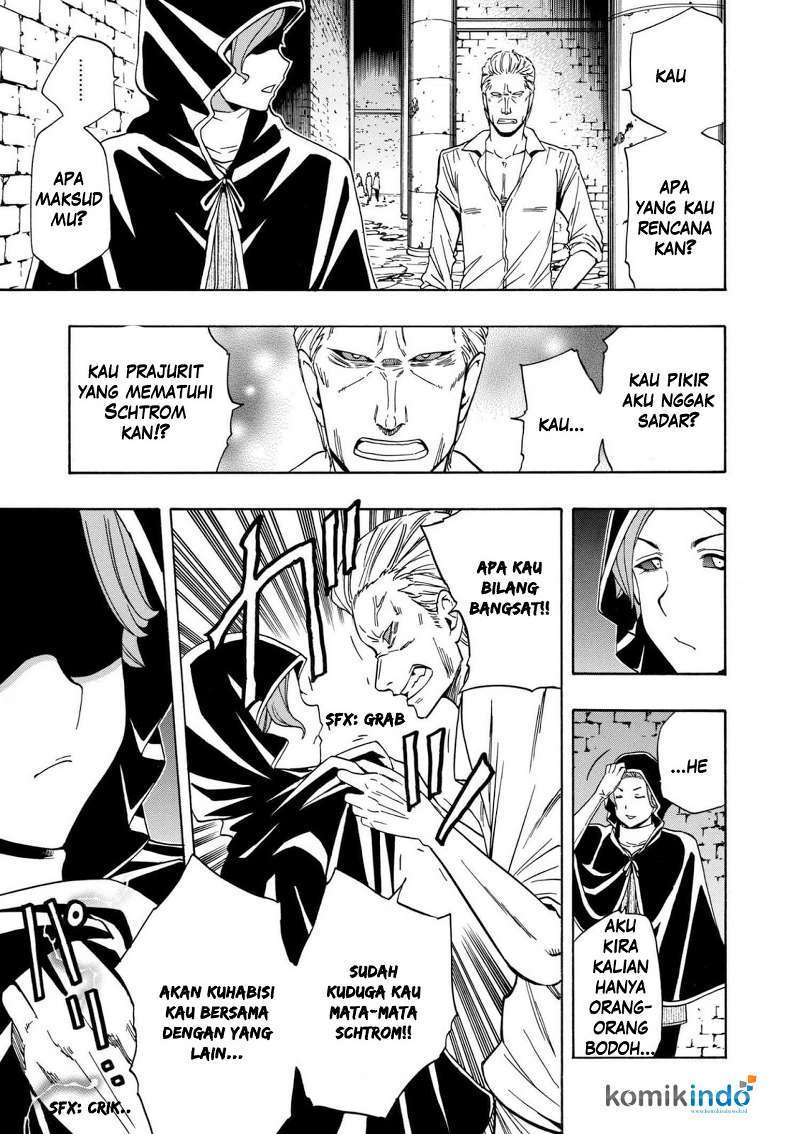 KAU
APA
YANG KAU
RENCANA
KAN?
.......
APA
MAKSUD
MU?
KAU PIKIR
AKU NGGAK
SADAR?
KAU...
KAU PRAJURIT
YANG MEMATUHI
SCHTROM
KAN!?
...HE
AKU
KIRA
KALIAN
HANYA
ORANG-
ORANG
BODOH...
APA KAU
BILANG
BANGSAT!!
ガッ
SFX: GRAB
SUDAH
KUDUGA KAU
MATA-MATA
SCHTROM!!
AKAN KUHABISI
KAU BERSAMA
DENGAN YANG
LAIN...
SFX: CRIK..
komikindo